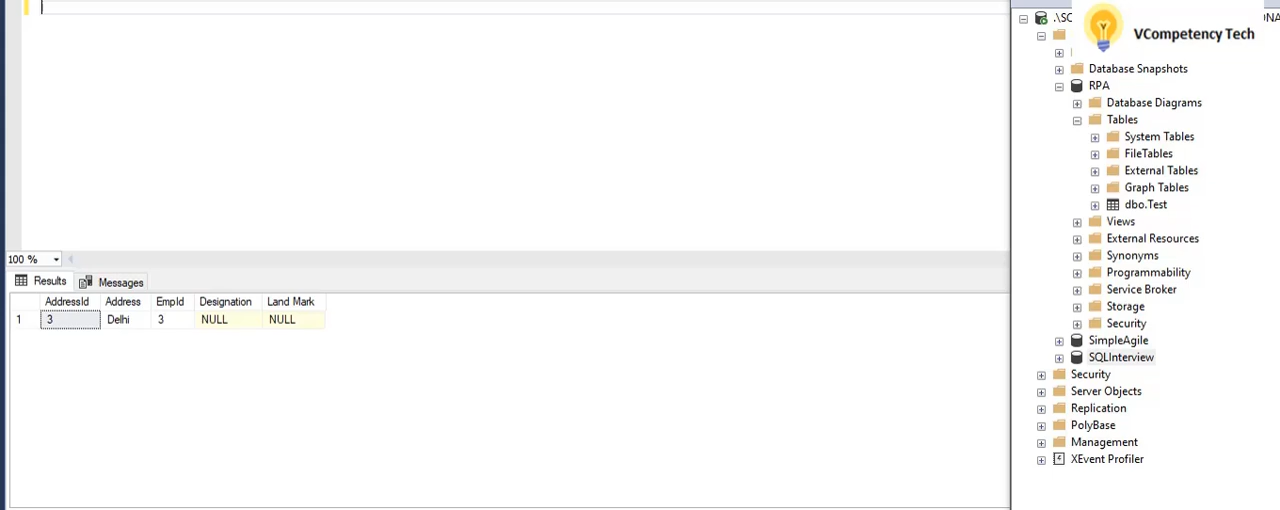 .\SC
NA
VCompetency Tech
Database Snapshots
RPA
Database Diagrams
Tables
System Tables
FileTables
External Tables
Graph Tables
dbo.Test
Views
External Resources
Synonyms
Programmability
Service Broker
Storage
Security
SimpleAgile
SQLInterview
Security
Server Objects
Replication
PolyBase
Management
XEvent Profiler
100 %
Results Messages
AddressId Address EmpId Designation Land Mark
1 3 Delhi 3 NULL NULL